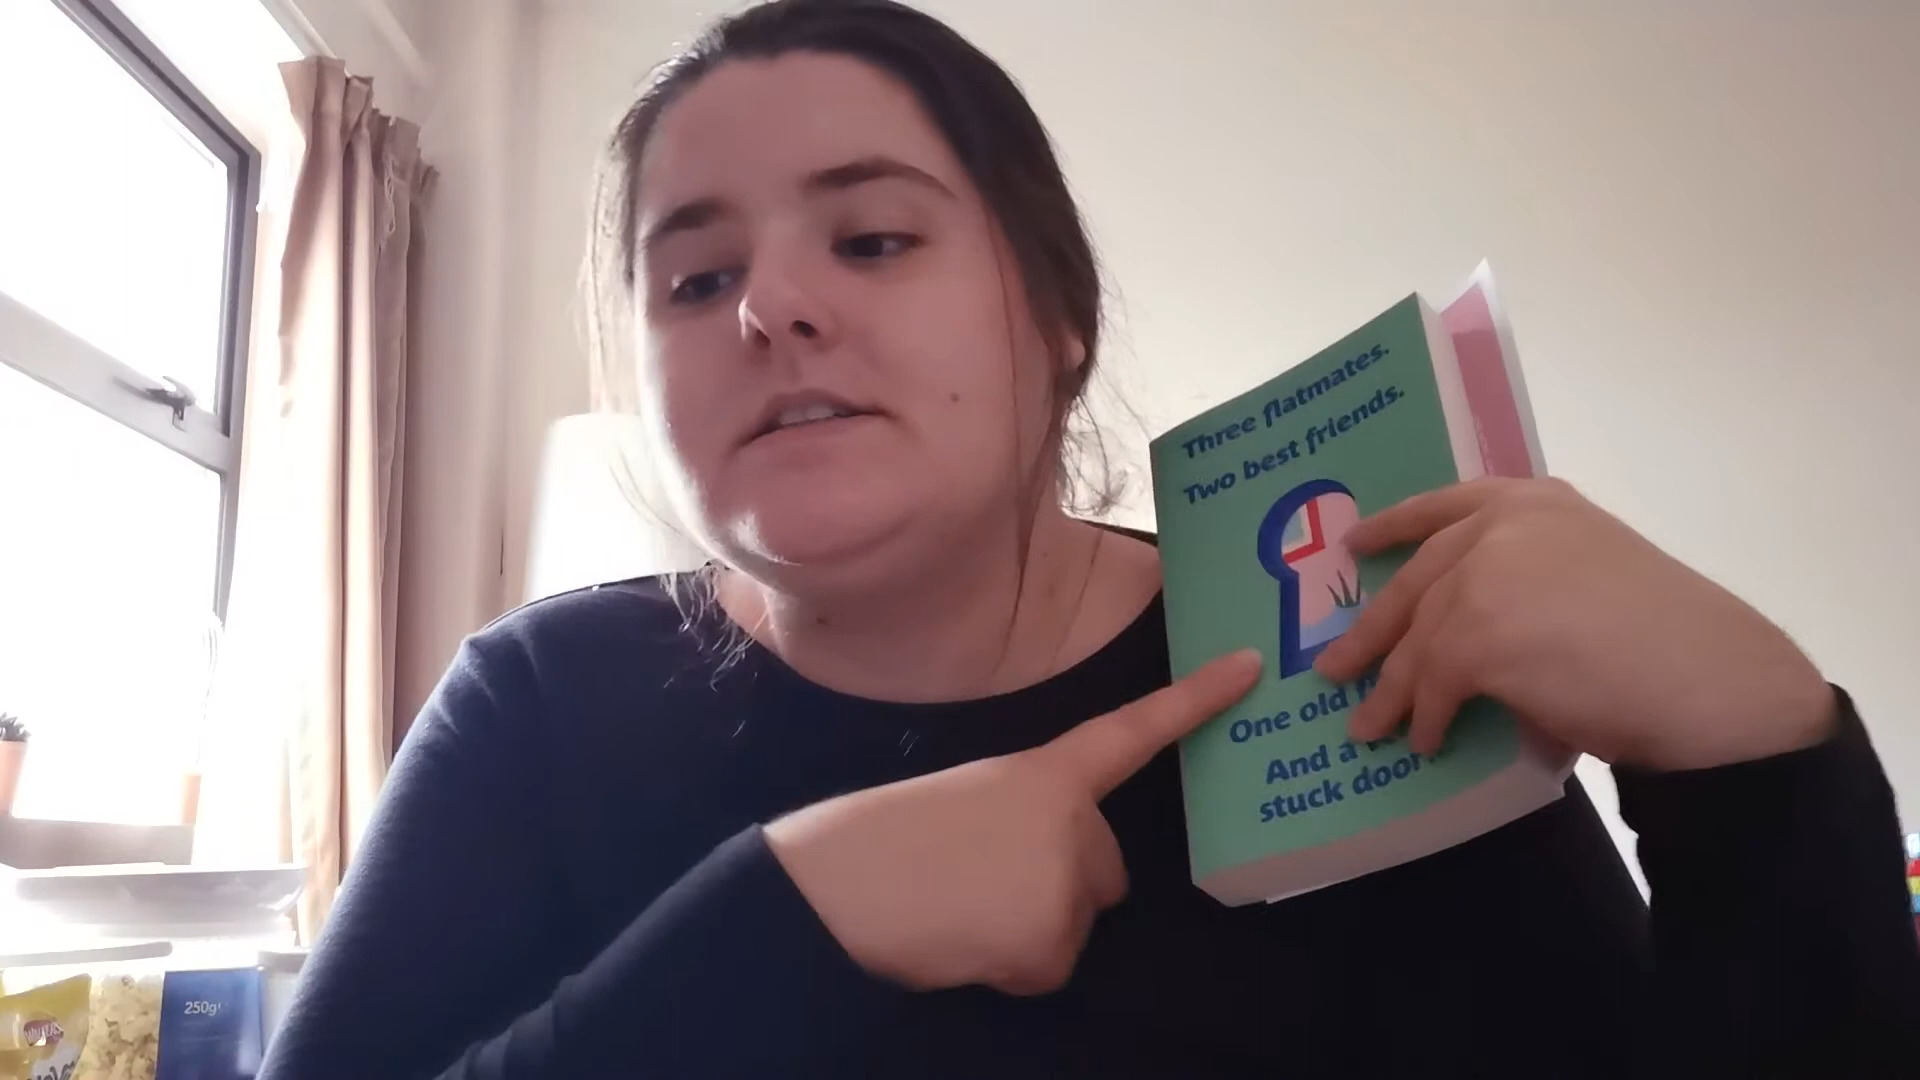 Three flatmates.
Two best friends.
One old
And a
stuck door
250g